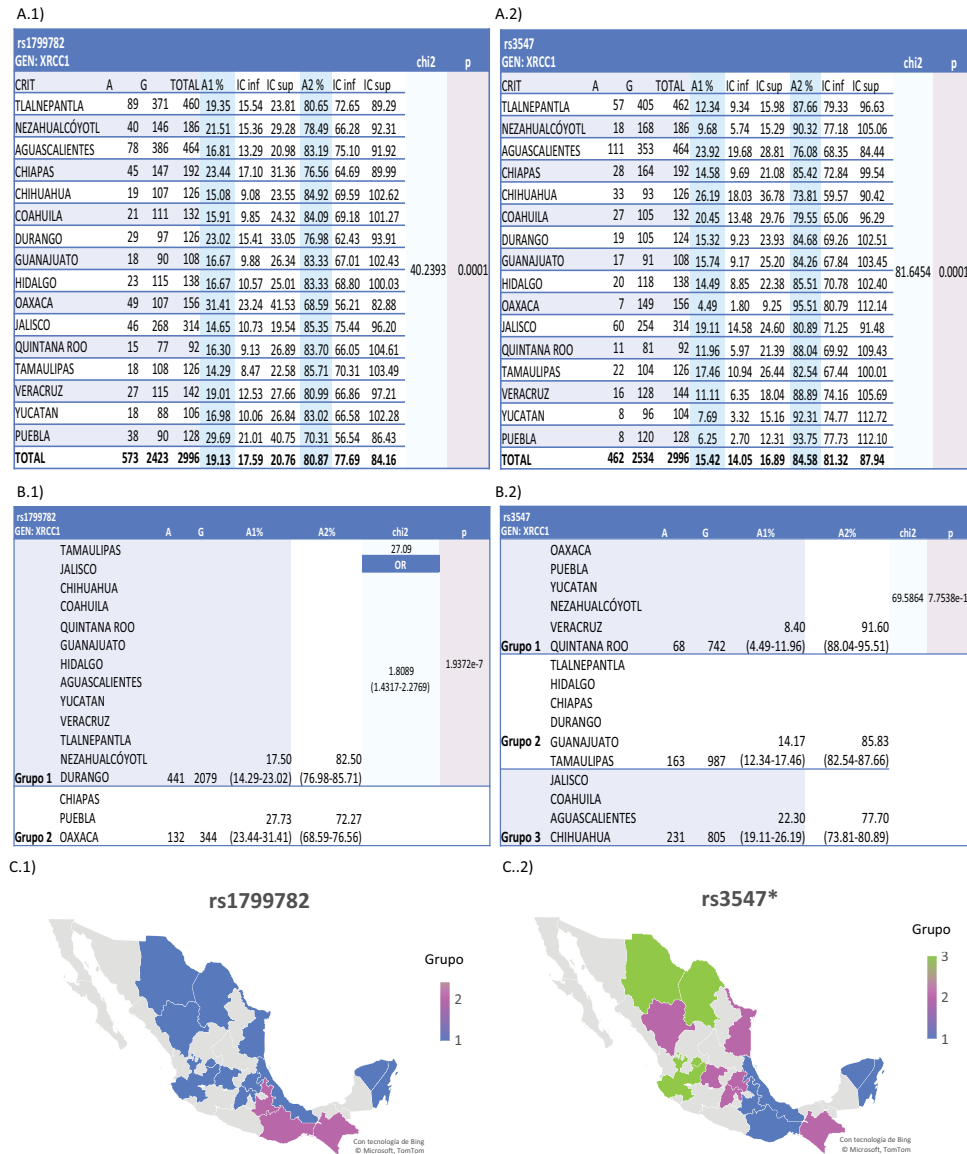 A.1)
rs1799782
GEN: XRCC1 chi2 p
CRIT A G TOTAL A1 % IC inf IC sup A2 % IC inf IC sup
TLALNEPANTLA 89 371 460 19.35 15.54 23.81 80.65 72.65 89.29
NEZAHUALCÓYOTL 40 146 186 21.51 15.36 29.28 78.49 66.28 92.31
AGUASCALIENTES 78 386 464 16.81 13.29 20.98 83.19 75.10 91.92
CHIAPAS 45 147 192 23.44 17.10 31.36 76.56 64.69 89.99
CHIHUAHUA 19 107 126 15.08 9.08 23.55 84.92 69.59 102.62
COAHUILA 21 111 132 15.91 9.85 24.32 84.09 69.18 101.27
DURANGO 29 97 126 23.02 15.41 33.05 76.98 62.43 93.91
GUANAJUATO 18 90 108 16.67 9.88 26.34 83.33 67.01 102.43
40.2393 0.0001
HIDALGO 23 115 138 16.67 10.57 25.01 83.33 68.80 100.03
OAXACA 49 107 156 31.41 23.24 41.53 68.59 56.21 82.88
JALISCO 46 268 314 14.65 10.73 19.54 85.35 75.44 96.20
QUINTANA ROO 15 77 92 16.30 9.13 26.89 83.70 66.05 104.61
TAMAULIPAS 18 108 126 14.29 8.47 22.58 85.71 70.31 103.49
VERACRUZ 27 115 142 19.01 12.53 27.66 80.99 66.86 97.21
YUCATAN 18 88 106 16.98 10.06 26.84 83.02 66.58 102.28
PUEBLA 38 90 128 29.69 21.01 40.75 70.31 56.54 86.43
TOTAL 573 2423 2996 19.13 17.59 20.76 80.87 77.69 84.16
A.2)
rs3547
GEN: XRCC1 chi2 p
CRIT A G TOTAL A1 % IC inf IC sup A2 % IC inf IC sup
TLALNEPANTLA 57 405 462 12.34 9.34 15.98 87.66 79.33 96.63
NEZAHUALCÓYOTL 18 168 186 9.68 5.74 15.29 90.32 77.18 105.06
AGUASCALIENTES 111 353 464 23.92 19.68 28.81 76.08 68.35 84.44
CHIAPAS 28 164 192 14.58 9.69 21.08 85.42 72.84 99.54
CHIHUAHUA 33 93 126 26.19 18.03 36.78 73.81 59.57 90.42
COAHUILA 27 105 132 20.45 13.48 29.76 79.55 65.06 96.29
DURANGO 19 105 124 15.32 9.23 23.93 84.68 69.26 102.51
GUANAJUATO 17 91 108 15.74 9.17 25.20 84.26 67.84 103.45
81.6454 0.0001
HIDALGO 20 118 138 14.49 8.85 22.38 85.51 70.78 102.40
OAXACA 7 149 156 4.49 1.80 9.25 95.51 80.79 112.14
JALISCO 60 254 314 19.11 14.58 24.60 80.89 71.25 91.48
QUINTANA ROO 11 81 92 11.96 5.97 21.39 88.04 69.92 109.43
TAMAULIPAS 22 104 126 17.46 10.94 26.44 82.54 67.44 100.01
VERACRUZ 16 128 144 11.11 6.35 18.04 88.89 74.16 105.69
YUCATAN 8 96 104 7.69 3.32 15.16 92.31 74.77 112.72
PUEBLA 8 120 128 6.25 2.70 12.31 93.75 77.73 112.10
TOTAL 462 2534 2996 15.42 14.05 16.89 84.58 81.32 87.94
B.1)
rs1799782
GEN: XRCC1 A G A1% A2% chi2 p
TAMAULIPAS 27.09
JALISCO OR
CHIHUAHUA
COAHUILA
QUINTANA ROO
GUANAJUATO
HIDALGO 1.8089 1.9372e-7
AGUASCALIENTES (1.4317-2.2769)
YUCATAN
VERACRUZ
TLALNEPANTLA
NEZAHUALCÓYOTL 17.50 82.50
Grupo 1 DURANGO 441 2079 (14.29-23.02) (76.98-85.71)
CHIAPAS
PUEBLA 27.73 72.27
Grupo 2 OAXACA 132 344 (23.44-31.41) (68.59-76.56)
B.2)
rs3547
GEN: XRCC1 A G A1% A2% chi2 p
OAXACA
PUEBLA
YUCATAN
69.5864 7.7538e-1
NEZAHUALCÓYOTL
VERACRUZ 8.40 91.60
Grupo 1 QUINTANA ROO 68 742 (4.49-11.96) (88.04-95.51)
TLALNEPANTLA
HIDALGO
CHIAPAS
DURANGO
Grupo 2 GUANAJUATO 14.17 85.83
TAMAULIPAS 163 987 (12.34-17.46) (82.54-87.66)
JALISCO
COAHUILA
AGUASCALIENTES 22.30 77.70
Grupo 3 CHIHUAHUA 231 805 (19.11-26.19) (73.81-80.89)
C.1)
rs1799782
Grupo
2
1
Con tecnología de Bing
© Microsoft, TomTom
C..2)
rs3547*
Grupo
3
2
1
Con tecnología de Bing
© Microsoft, TomTom